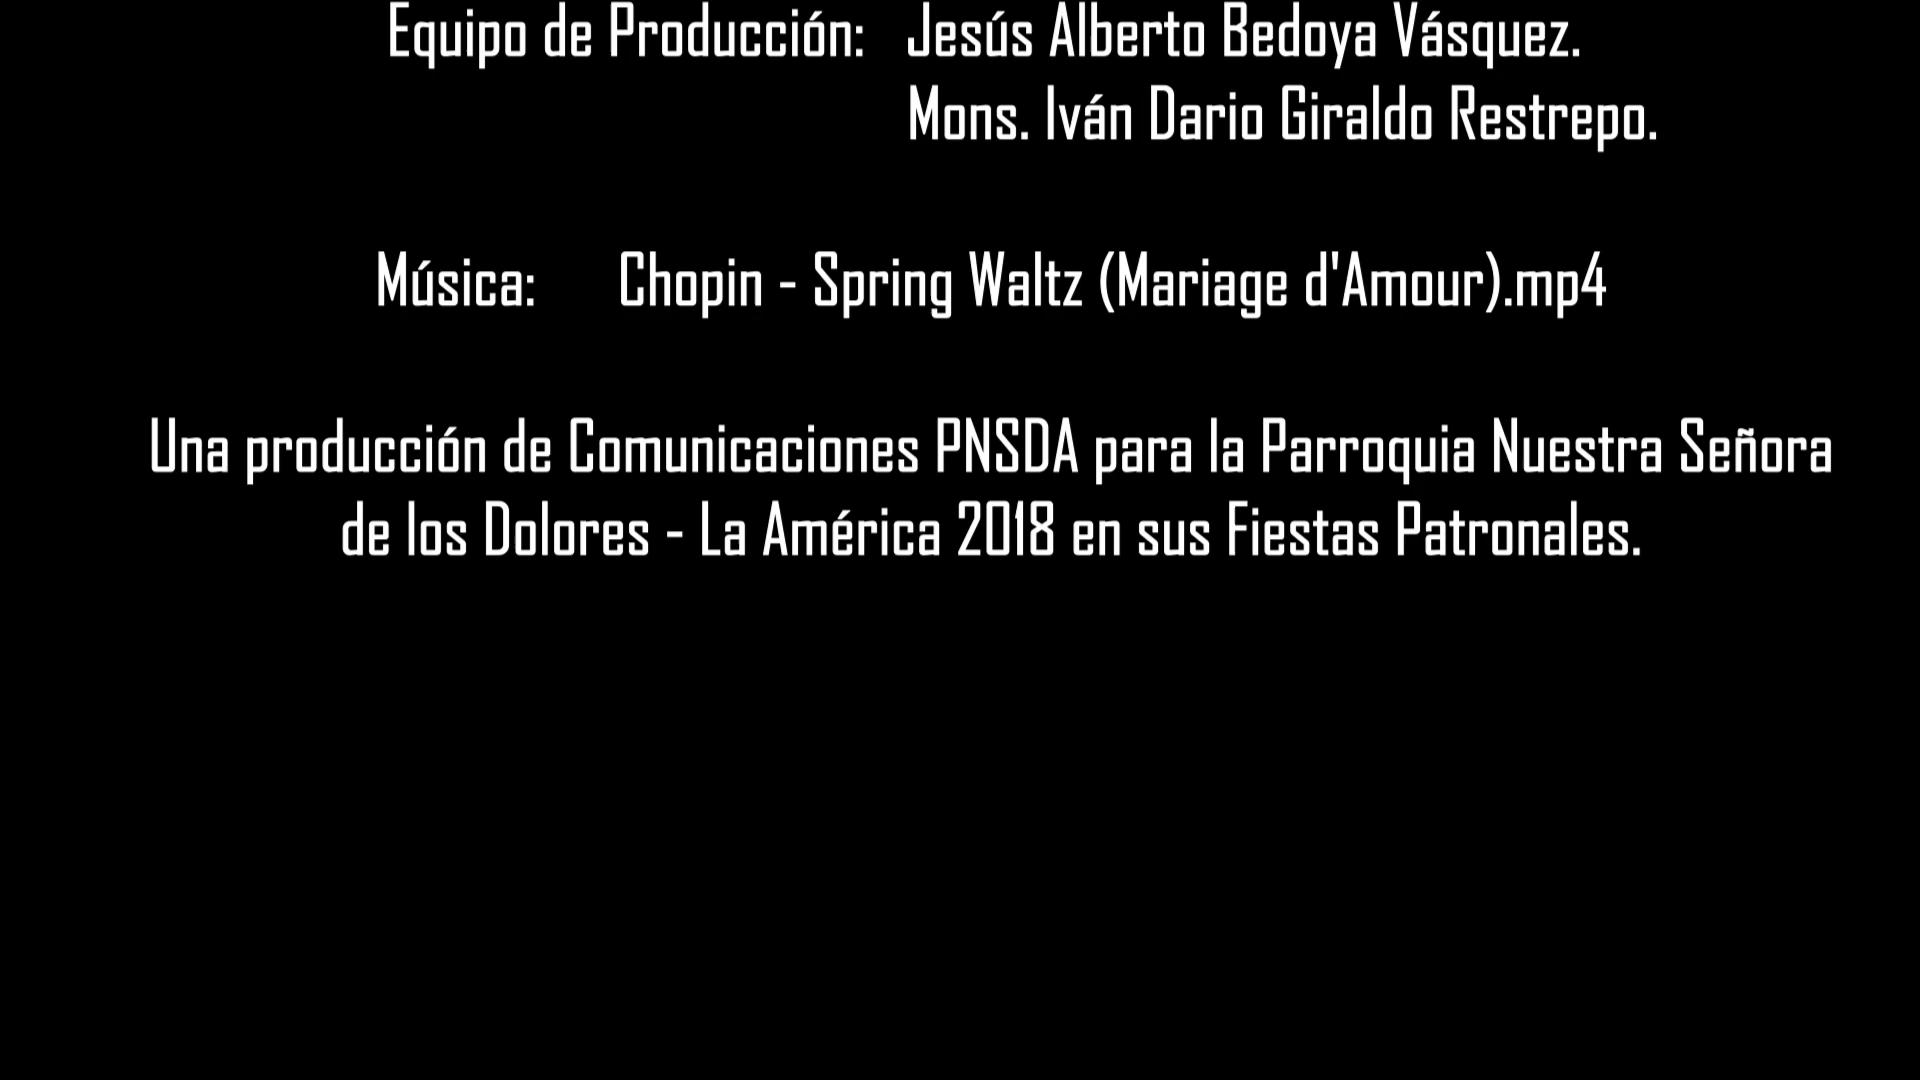 Equipo de Producción: Jesús Alberto Bedoya Vásquez.
Mons. Iván Dario Giraldo Restrepo.
Música: Chopin - Spring Waltz (Mariage d'Amour).mp4
Una producción de Comunicaciones PNSDA para la Parroquia Nuestra Señora
de los Dolores - La América 2018 en sus Fiestas Patronales.